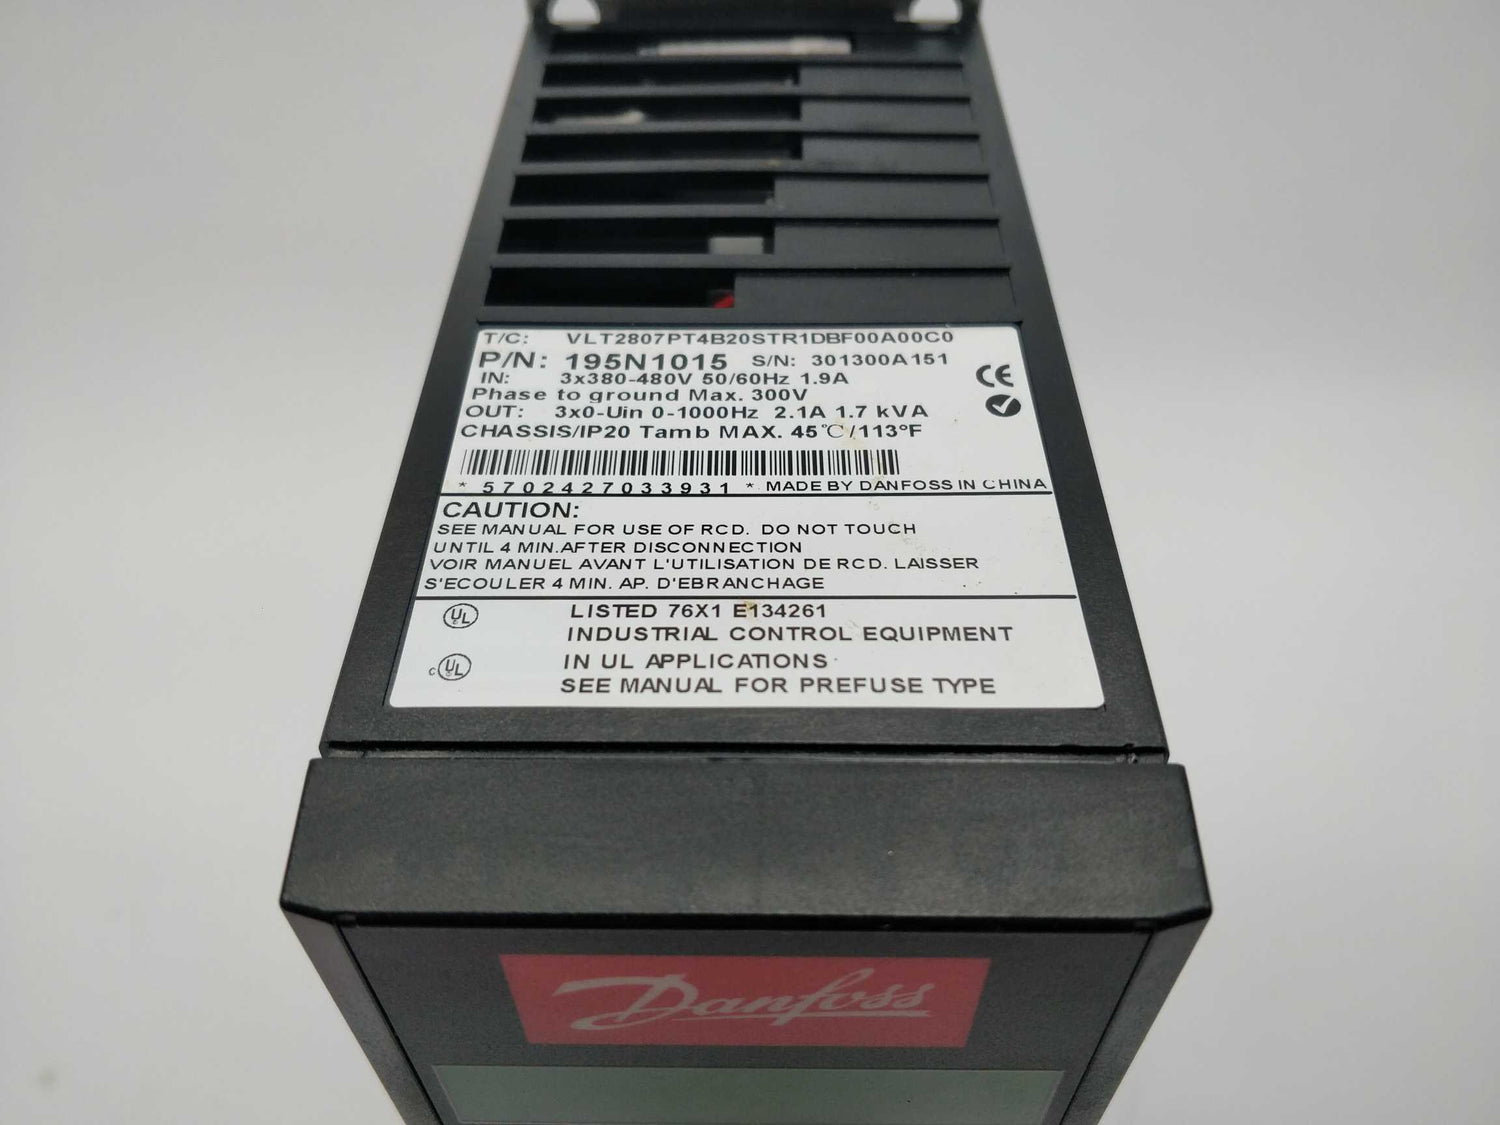 T/C: VLT2807PT4B20STR1DBF00A00C0
P/N: 195N1015 S/N: 301300A151
IN: 3x380-480V 50/60Hz 1.9A
Phase to ground Max. 300V
OUT: 3x0-Uin 0-1000Hz 2.1A 1.7 kVA
CHASSIS/IP20 Tamb MAX. 45℃/113ºF
CE
* 5702427033931 * MADE BY DANFOSS IN CHINA
CAUTION:
SEE MANUAL FOR USE OF RCD. DO NOT TOUCH
UNTIL 4 MIN.AFTER DISCONNECTION
VOIR MANUEL AVANT L'UTILISATION DE RCD. LAISSER
S'ECOULER 4 MIN. AP. D'EBRANCHAGE
UL LISTED 76X1 E134261
INDUSTRIAL CONTROL EQUIPMENT
c UL IN UL APPLICATIONS
SEE MANUAL FOR PREFUSE TYPE
Danfoss